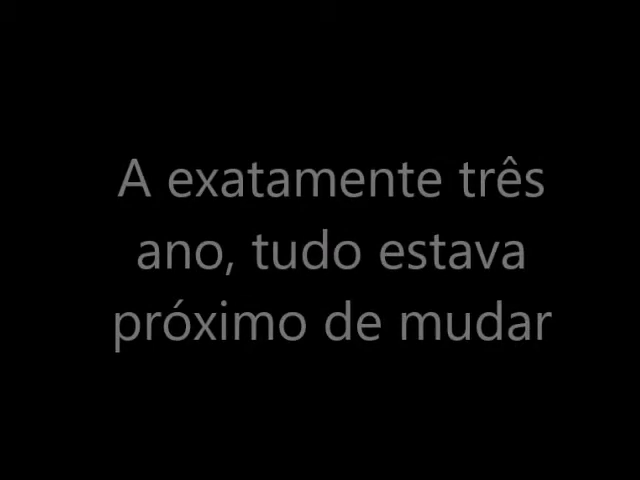 A exatamente três
ano, tudo estava
próximo de mudar